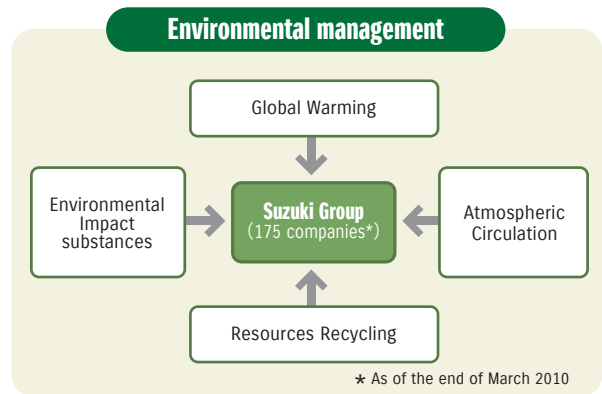 Environmental management
Global Warming
Environmental
Impact
substances
Suzuki Group
(175 companies*)
Atmospheric
Circulation
Resources Recycling
* As of the end of March 2010